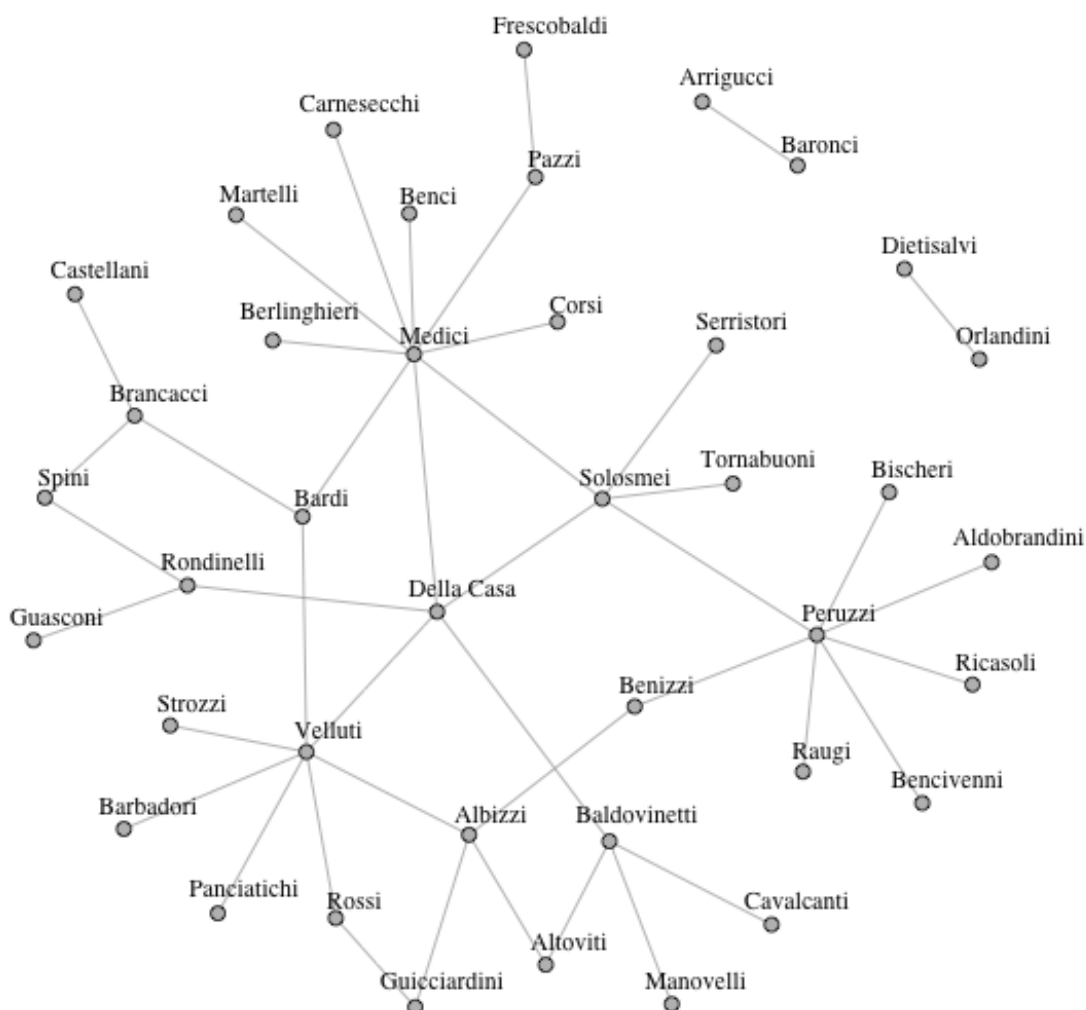 Frescobaldi
Arrigucci
Carnesecchi
Baronci
Pazzi
Martelli
Benci
Dietisalvi
Castellani
Berlinghieri
Corsi
Medici
Serristori
Orlandini
Brancacci
Spini
Bardi
Solosmei
Tornabuoni
Bischeri
Aldobrandini
Rondinelli
Della Casa
Guasconi
Peruzzi
Ricasoli
Benizzi
Strozzi
Velluti
Raugi
Bencivenni
Barbadori
Albizzi
Baldovinetti
Panciatichi
Rossi
Cavalcanti
Altoviti
Guicciardini
Manovelli